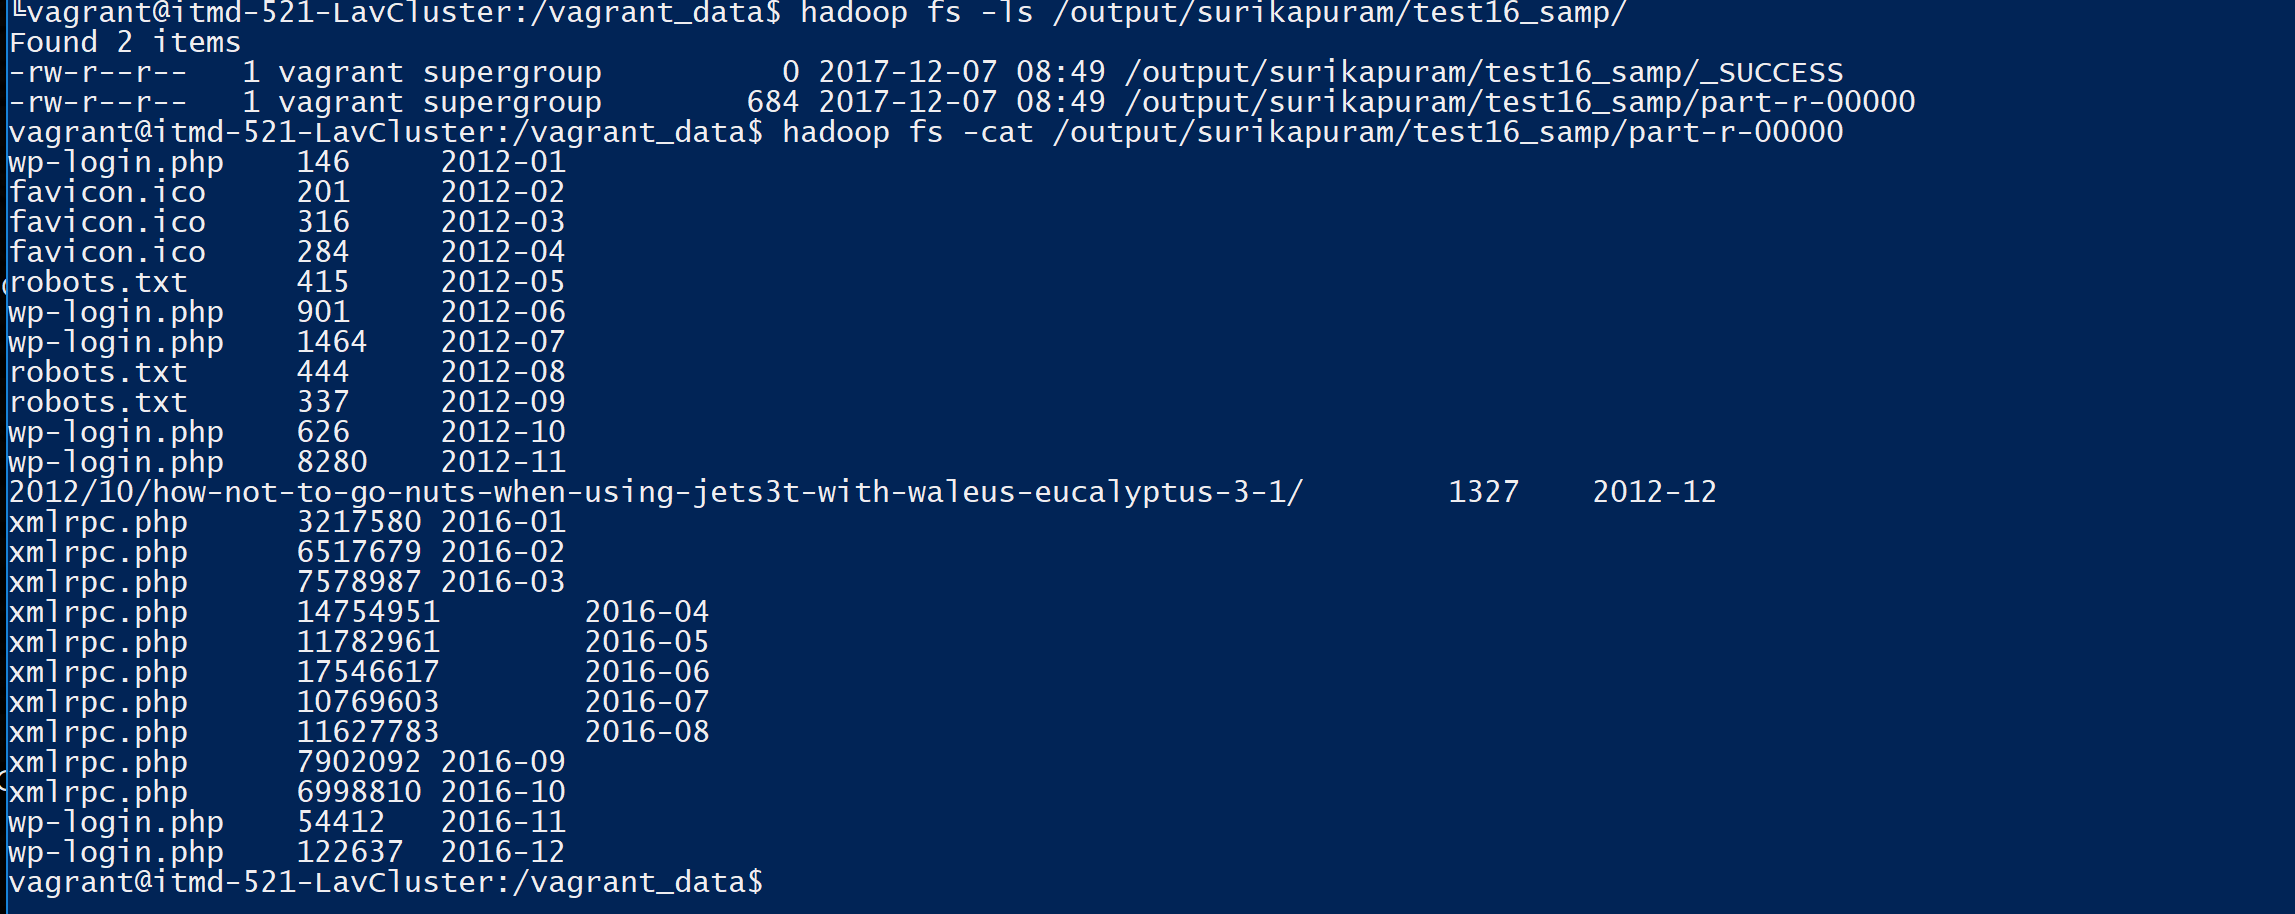 vagrant@itmd-521-LavCluster:/vagrant_data$ hadoop fs -ls /output/surikapuram/test16_samp/
Found 2 items
-rw-r--r--   1 vagrant supergroup          0 2017-12-07 08:49 /output/surikapuram/test16_samp/_SUCCESS
-rw-r--r--   1 vagrant supergroup        684 2017-12-07 08:49 /output/surikapuram/test16_samp/part-r-00000
vagrant@itmd-521-LavCluster:/vagrant_data$ hadoop fs -cat /output/surikapuram/test16_samp/part-r-00000
wp-login.php    146     2012-01
favicon.ico     201     2012-02
favicon.ico     316     2012-03
favicon.ico     284     2012-04
robots.txt      415     2012-05
wp-login.php    901     2012-06
wp-login.php    1464    2012-07
robots.txt      444     2012-08
robots.txt      337     2012-09
wp-login.php    626     2012-10
wp-login.php    8280    2012-11
2012/10/how-not-to-go-nuts-when-using-jets3t-with-waleus-eucalyptus-3-1/        1327    2012-12
xmlrpc.php      3217580 2016-01
xmlrpc.php      6517679 2016-02
xmlrpc.php      7578987 2016-03
xmlrpc.php      14754951        2016-04
xmlrpc.php      11782961        2016-05
xmlrpc.php      17546617        2016-06
xmlrpc.php      10769603        2016-07
xmlrpc.php      11627783        2016-08
xmlrpc.php      7902092 2016-09
xmlrpc.php      6998810 2016-10
wp-login.php    54412   2016-11
wp-login.php    122637  2016-12
vagrant@itmd-521-LavCluster:/vagrant_data$